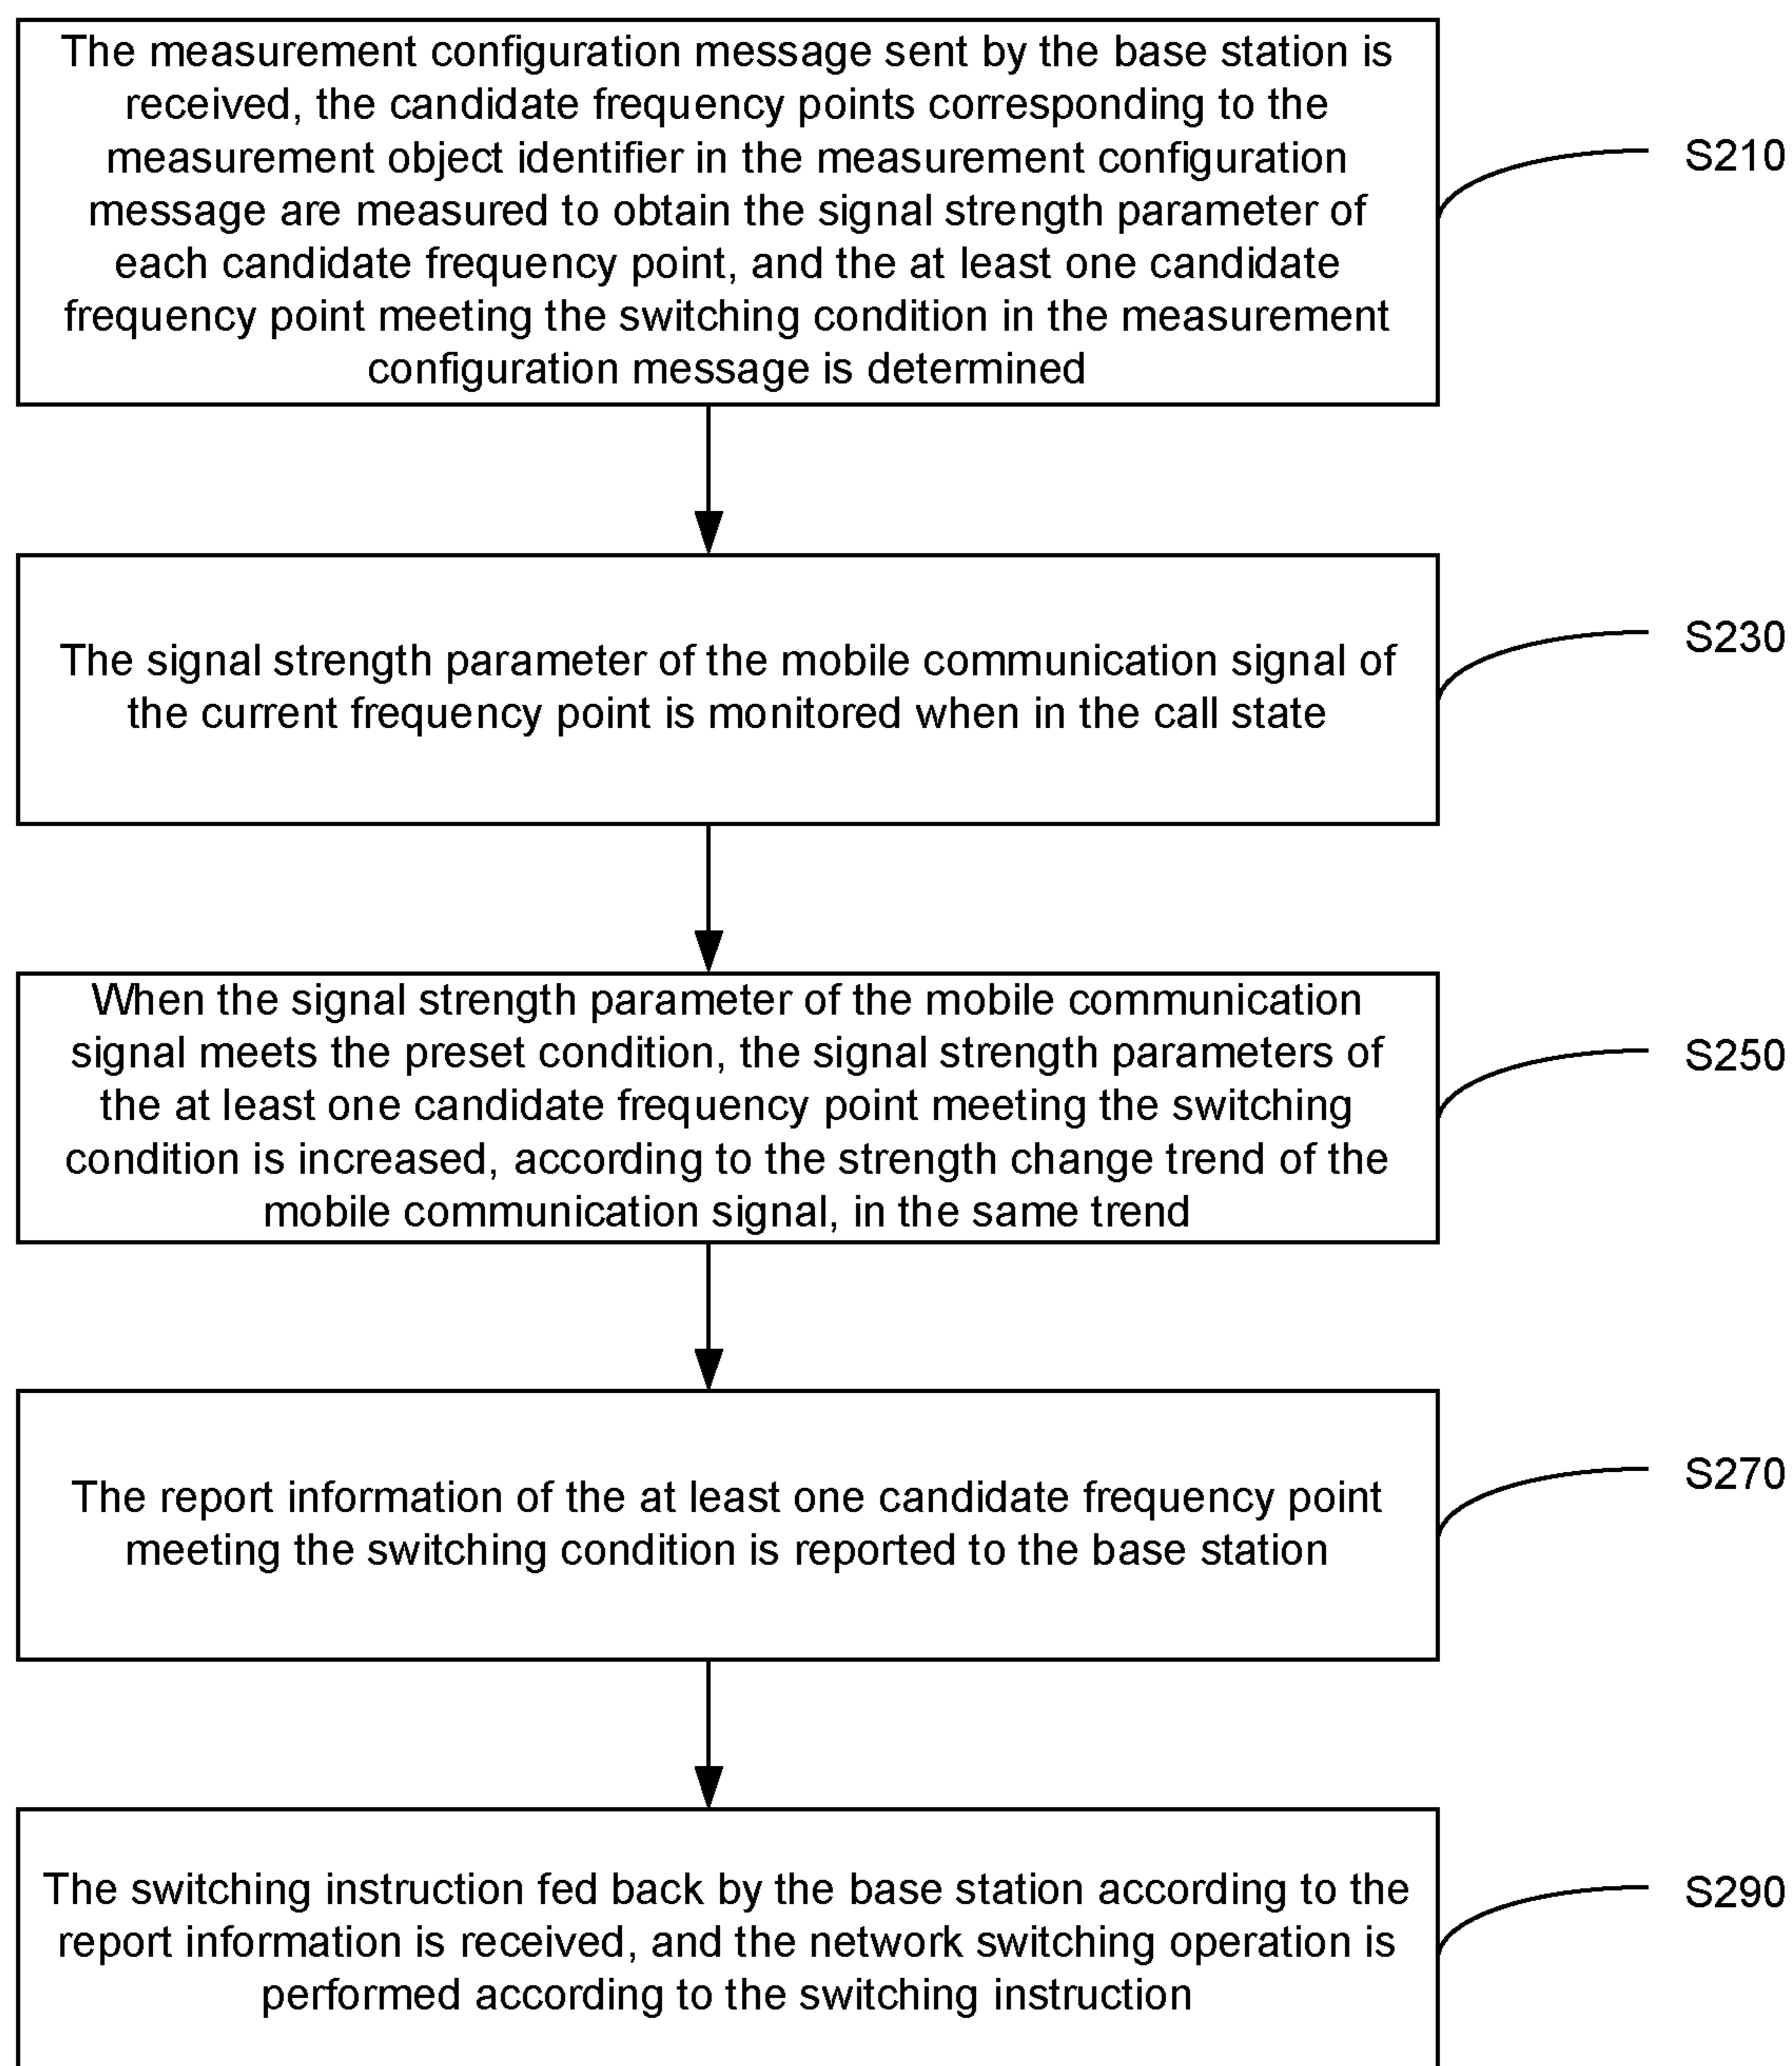 The measurement configuration message sent by the base station is
received, the candidate frequency points corresponding to the
measurement object identifier in the measurement configuration
message are measured to obtain the signal strength parameter of
each candidate frequency point, and the at least one candidate
frequency point meeting the switching condition in the measurement
configuration message is determined
S210
The signal strength parameter of the mobile communication signal of
the current frequency point is monitored when in the call state
S230
When the signal strength parameter of the mobile communication
signal meets the preset condition, the signal strength parameters of
the at least one candidate frequency point meeting the switching
condition is increased, according to the strength change trend of the
mobile communication signal, in the same trend
S250
The report information of the at least one candidate frequency point
meeting the switching condition is reported to the base station
S270
The switching instruction fed back by the base station according to the
report information is received, and the network switching operation is
performed according to the switching instruction
S290